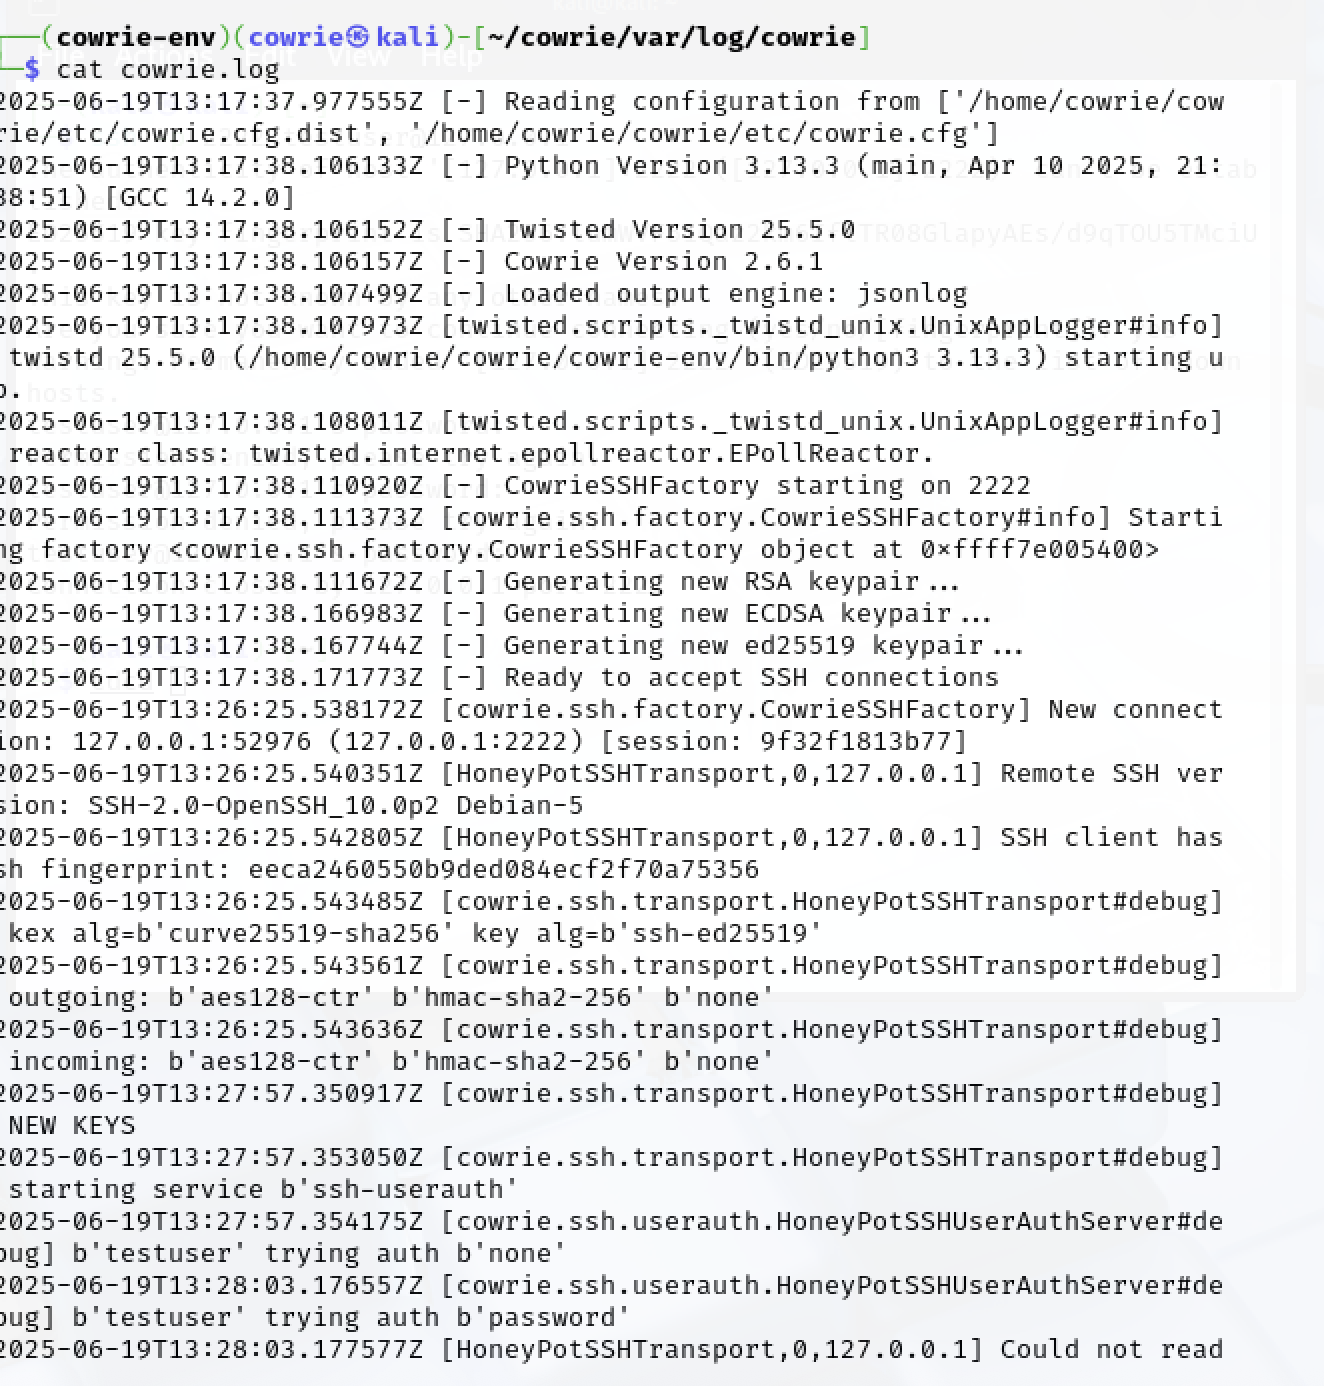 (cowrie-env)(cowrie㉿kali)-[~/cowrie/var/log/cowrie]
$ cat cowrie.log
2025-06-19T13:17:37.977555Z [-] Reading configuration from ['/home/cowrie/cow
rie/etc/cowrie.cfg.dist', '/home/cowrie/cowrie/etc/cowrie.cfg']
2025-06-19T13:17:38.106133Z [-] Python Version 3.13.3 (main, Apr 10 2025, 21:
38:51) [GCC 14.2.0]
2025-06-19T13:17:38.106152Z [-] Twisted Version 25.5.0
2025-06-19T13:17:38.106157Z [-] Cowrie Version 2.6.1
2025-06-19T13:17:38.107499Z [-] Loaded output engine: jsonlog
2025-06-19T13:17:38.107973Z [twisted.scripts._twistd_unix.UnixAppLogger#info]
twistd 25.5.0 (/home/cowrie/cowrie/cowrie-env/bin/python3 3.13.3) starting u
p.
2025-06-19T13:17:38.108011Z [twisted.scripts._twistd_unix.UnixAppLogger#info]
reactor class: twisted.internet.epollreactor.EPollReactor.
2025-06-19T13:17:38.110920Z [-] CowrieSSHFactory starting on 2222
2025-06-19T13:17:38.111373Z [cowrie.ssh.factory.CowrieSSHFactory#info] Starti
ng factory <cowrie.ssh.factory.CowrieSSHFactory object at 0×ffff7e005400>
2025-06-19T13:17:38.111672Z [-] Generating new RSA keypair...
2025-06-19T13:17:38.166983Z [-] Generating new ECDSA keypair...
2025-06-19T13:17:38.167744Z [-] Generating new ed25519 keypair...
2025-06-19T13:17:38.171773Z [-] Ready to accept SSH connections
2025-06-19T13:26:25.538172Z [cowrie.ssh.factory.CowrieSSHFactory] New connect
ion: 127.0.0.1:52976 (127.0.0.1:2222) [session: 9f32f1813b77]
2025-06-19T13:26:25.540351Z [HoneyPotSSHTransport,0,127.0.0.1] Remote SSH ver
sion: SSH-2.0-OpenSSH_10.0p2 Debian-5
2025-06-19T13:26:25.542805Z [HoneyPotSSHTransport,0,127.0.0.1] SSH client has
sh fingerprint: eeca2460550b9ded084ecf2f70a75356
2025-06-19T13:26:25.543485Z [cowrie.ssh.transport.HoneyPotSSHTransport#debug]
kex alg=b'curve25519-sha256' key alg=b'ssh-ed25519'
2025-06-19T13:26:25.543561Z [cowrie.ssh.transport.HoneyPotSSHTransport#debug]
outgoing: b'aes128-ctr' b'hmac-sha2-256' b'none'
2025-06-19T13:26:25.543636Z [cowrie.ssh.transport.HoneyPotSSHTransport#debug]
incoming: b'aes128-ctr' b'hmac-sha2-256' b'none'
2025-06-19T13:27:57.350917Z [cowrie.ssh.transport.HoneyPotSSHTransport#debug]
NEW KEYS
2025-06-19T13:27:57.353050Z [cowrie.ssh.transport.HoneyPotSSHTransport#debug]
starting service b'ssh-userauth'
2025-06-19T13:27:57.354175Z [cowrie.ssh.userauth.HoneyPotSSHUserAuthServer#de
bug] b'testuser' trying auth b'none'
2025-06-19T13:28:03.176557Z [cowrie.ssh.userauth.HoneyPotSSHUserAuthServer#de
bug] b'testuser' trying auth b'password'
2025-06-19T13:28:03.177577Z [HoneyPotSSHTransport,0,127.0.0.1] Could not read